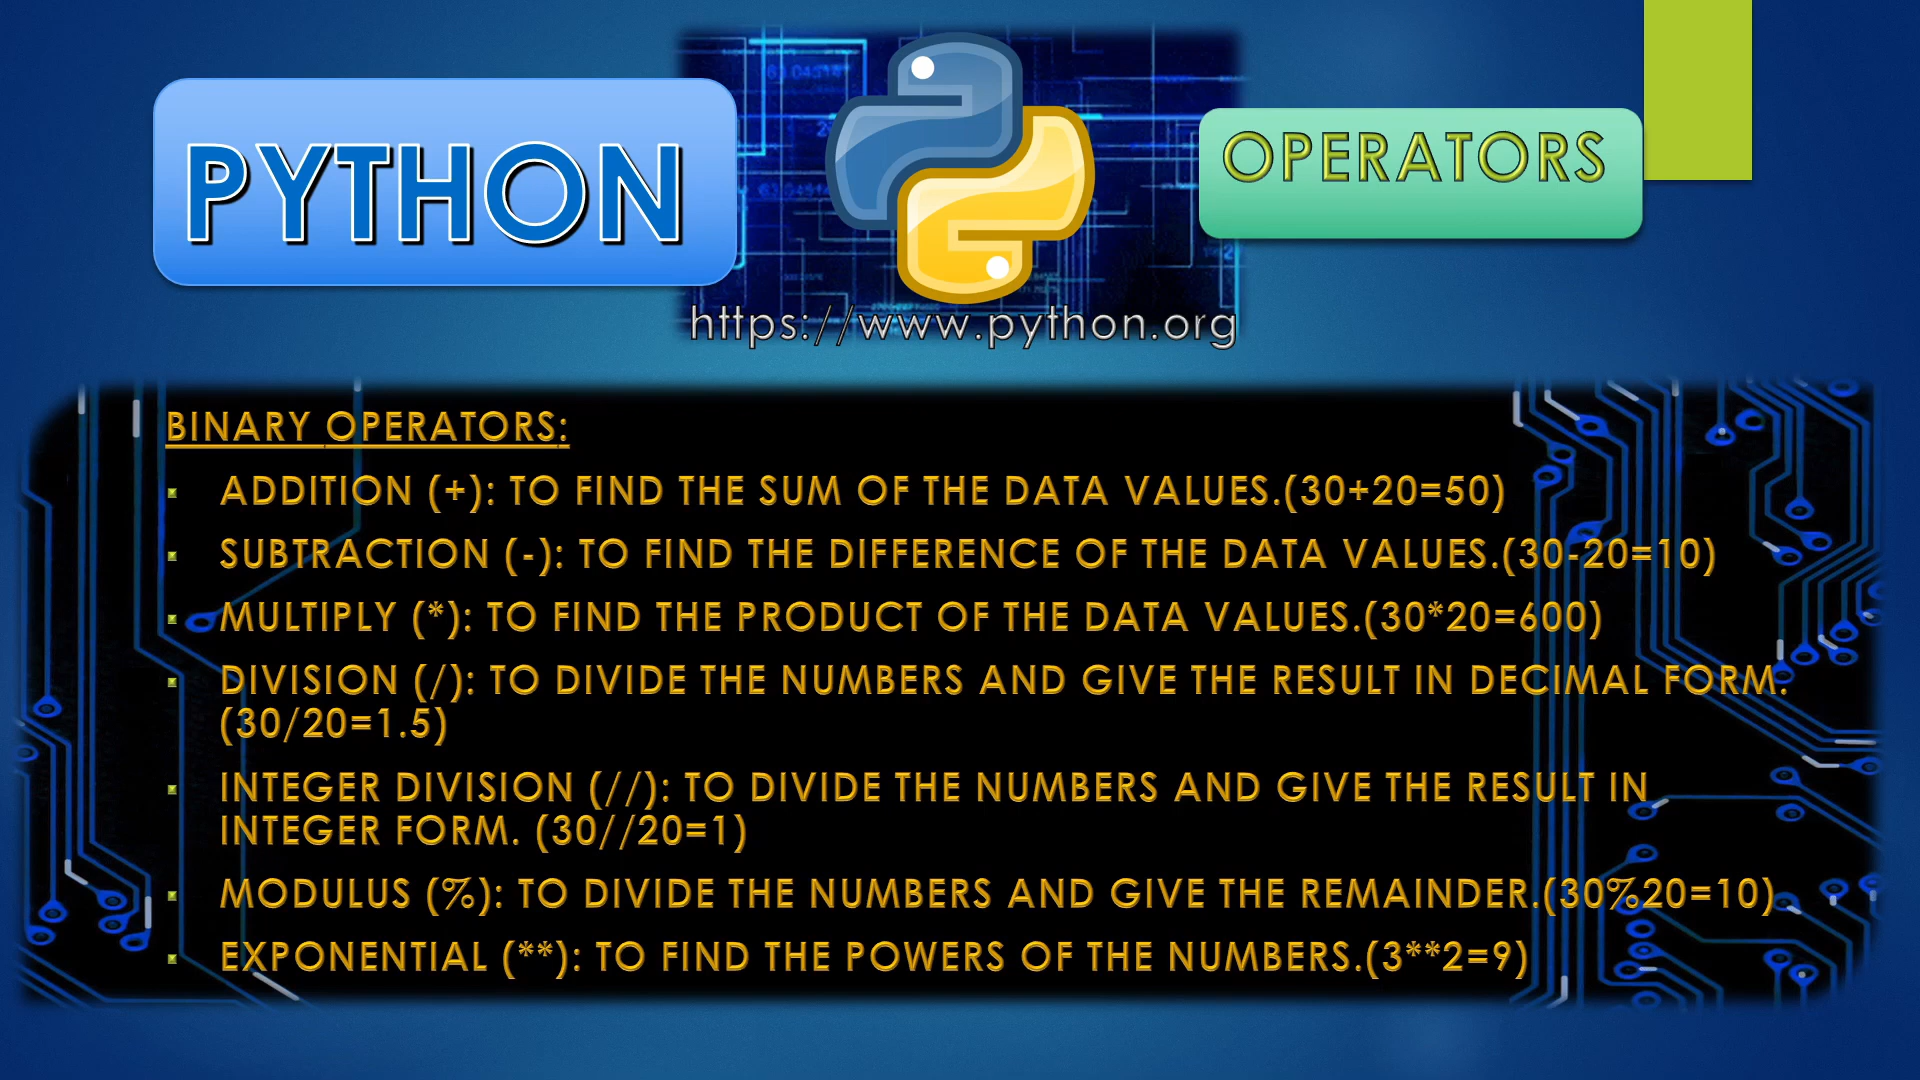 PYTHON
OPERATORS
https://www.python.org
BINARY OPERATORS:
ADDITION (+): TO FIND THE SUM OF THE DATA VALUES.(30+20=50)
SUBTRACTION (-): TO FIND THE DIFFERENCE OF THE DATA VALUES.(30-20=10)
MULTIPLY (*): TO FIND THE PRODUCT OF THE DATA VALUES.(30*20=600)
DIVISION (/): TO DIVIDE THE NUMBERS AND GIVE THE RESULT IN DECIMAL FORM.
(30/20=1.5)
INTEGER DIVISION (//): TO DIVIDE THE NUMBERS AND GIVE THE RESULT IN
INTEGER FORM. (30//20=1)
MODULUS (%): TO DIVIDE THE NUMBERS AND GIVE THE REMAINDER.(30%20=10)
EXPONENTIAL (**): TO FIND THE POWERS OF THE NUMBERS.(3**2=9)